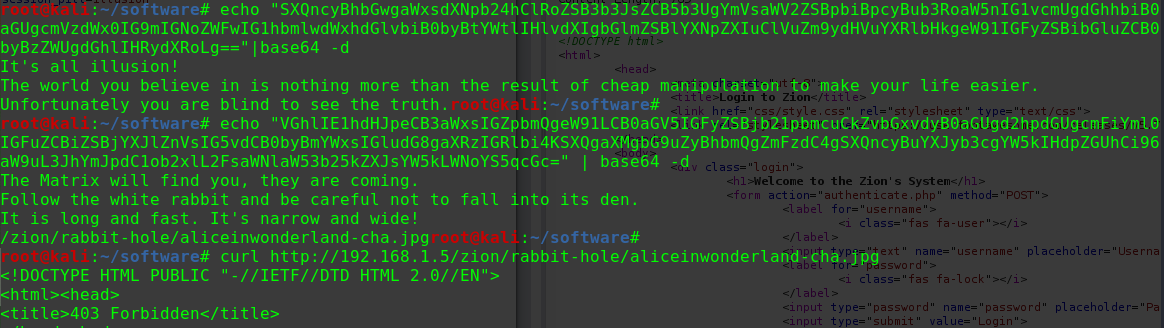 root@kali:~/software# echo "SXQncyBhbGwgaWxsdXNpb24hClRoZSB3b3JsZCB5b3UgYmVsaWV2ZSBpbiBpcyBub3RoaW5nIG1vcmUgdGhhbiB0
aGUgcmVzdWx0IG9mIGNoZWFwIG1hbmlwdWxhdGlvbiB0byBtYWtlIHlvdXIgbGlmZSBlYXNpZXIuClVuZm9ydHVuYXRlbHkgeW91IGFyZSBibGluZCB0
byBzZWUgdGhlIHRydXRoLg=="|base64 -d
It's all illusion!
The world you believe in is nothing more than the result of cheap manipulation to make your life easier.
Unfortunately you are blind to see the truth.root@kali:~/software#
root@kali:~/software# echo "VGhlIE1hdHJpeCB3aWxsIGZpbmQgeW91LCB0aGV5IGFyZSBjb21pbmcuCkZvbGxvdyB0aGUgd2hpdGUgcmFiYml0
IGFuZCBiZSBjYXJlZnVsIG5vdCB0byBmYWxsIGludG8gaXRzIGRlbi4KSXQgaXMgbG9uZyBhbmQgZmFzdC4gSXQncyBuYXJyb3cgYW5kIHdpZGUhCi96
aW9uL3JhYmJpdC1ob2xlL2FsaWNlaW53b25kZXJsYW5kLWNoYS5qcGc=" | base64 -d
The Matrix will find you, they are coming.
Follow the white rabbit and be careful not to fall into its den.
It is long and fast. It's narrow and wide!
/zion/rabbit-hole/aliceinwonderland-cha.jpgroot@kali:~/software#
root@kali:~/software# curl http://192.168.1.5/zion/rabbit-hole/aliceinwonderland-cha.jpg
<!DOCTYPE HTML PUBLIC "-//IETF//DTD HTML 2.0//EN">
<html><head>
<title>403 Forbidden</title>
<!DOCTYPE html>
<html>
<head>
<title>Login to Zion</title>
<link href="css/style.css" rel="stylesheet" type="text/css">
<div class="login">
<h1>Welcome to the Zion's System</h1>
<form action="authenticate.php" method="POST">
<label for="username">
<i class="fas fa-user"></i>
</label>
<input type="text" name="username" placeholder="Userna
<label for="password">
<i class="fas fa-lock"></i>
</label>
<input type="password" name="password" placeholder="Pa
<input type="submit" value="Login">